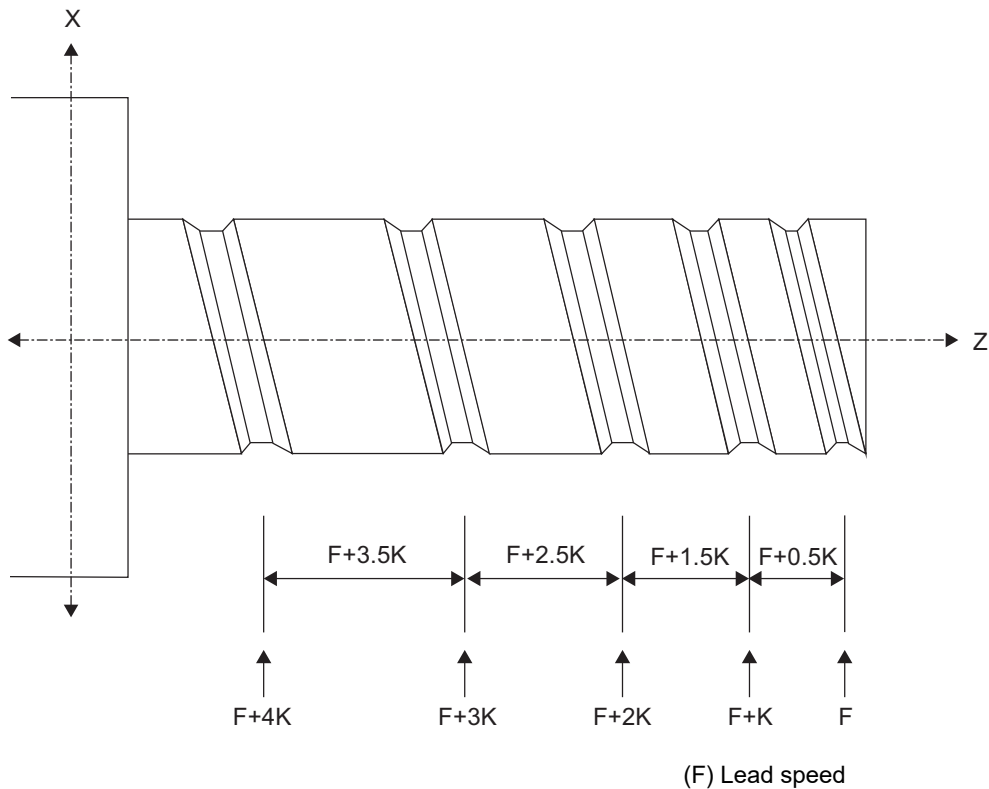 X
Z
F+3.5K
F+2.5K
F+1.5K
F+0.5K
F+4K
F+3K
F+2K
F+K
F
(F) Lead speed